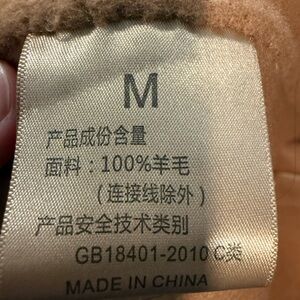 M
产品成份含量
面料：100%羊毛
（连接线除外）
产品安全技术类别
GB18401-2010 C类
MADE IN CHINA